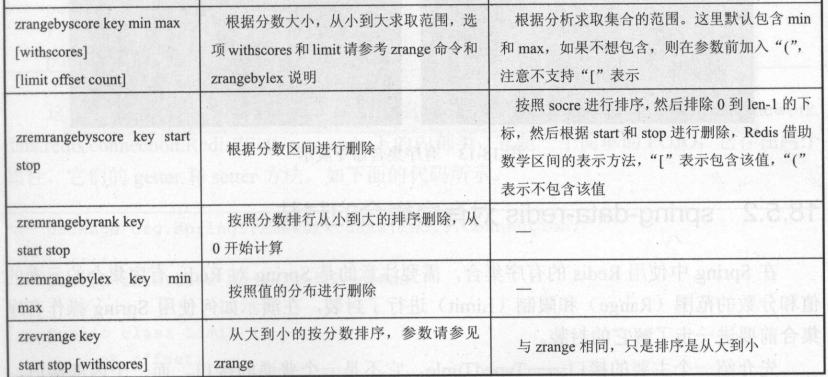 zrangebyscore key min max
[withscores]
[limit offset count]
根据分数大小，从小到大求取范围，选
项 withscores 和 limit 请参考 zrange 命令和
zrangebylex 说明
根据分析求取集合的范围。这里默认包含 min
和 max，如果不想包含，则在参数前加入“(”，
注意不支持“[”表示
zremrangebyscore key start
stop
根据分数区间进行删除
按照 socre 进行排序，然后排除 0 到 len-1 的下
标，然后根据 start 和 stop 进行删除，Redis 借助
数学区间的表示方法，“[”表示包含该值，“(”
表示不包含该值
zremrangebyrank key
start stop
按照分数排行从小到大的排序删除，从
0 开始计算
—
zremrangebylex key min
max
按照值的分布进行删除
—
zrevrange key
start stop [withscores]
从大到小的按分数排序，参数请参见
zrange
与 zrange 相同，只是排序是从大到小